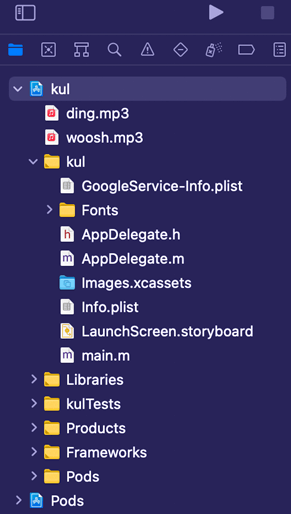 kul
ding.mp3
woosh.mp3
kul
GoogleService-Info.plist
Fonts
h AppDelegate.h
m AppDelegate.m
Images.xcassets
Info.plist
LaunchScreen.storyboard
m main.m
Libraries
kulTests
Products
Frameworks
Pods
Pods